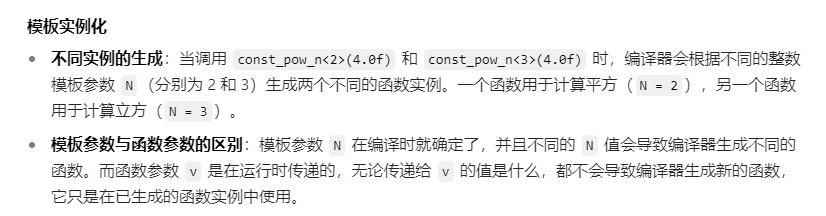 模板实例化
不同实例的生成：当调用 const_pow_n<2>(4.0f) 和 const_pow_n<3>(4.0f) 时，编译器会根据不同的整数
模板参数 N （分别为 2 和 3）生成两个不同的函数实例。一个函数用于计算平方（ N = 2 ），另一个函数
用于计算立方（ N = 3 ）。
模板参数与函数参数的区别：模板参数 N 在编译时就确定了，并且不同的 N 值会导致编译器生成不同的
函数。而函数参数 v 是在运行时传递的，无论传递给 v 的值是什么，都不会导致编译器生成新的函数，
它只是在已生成的函数实例中使用。